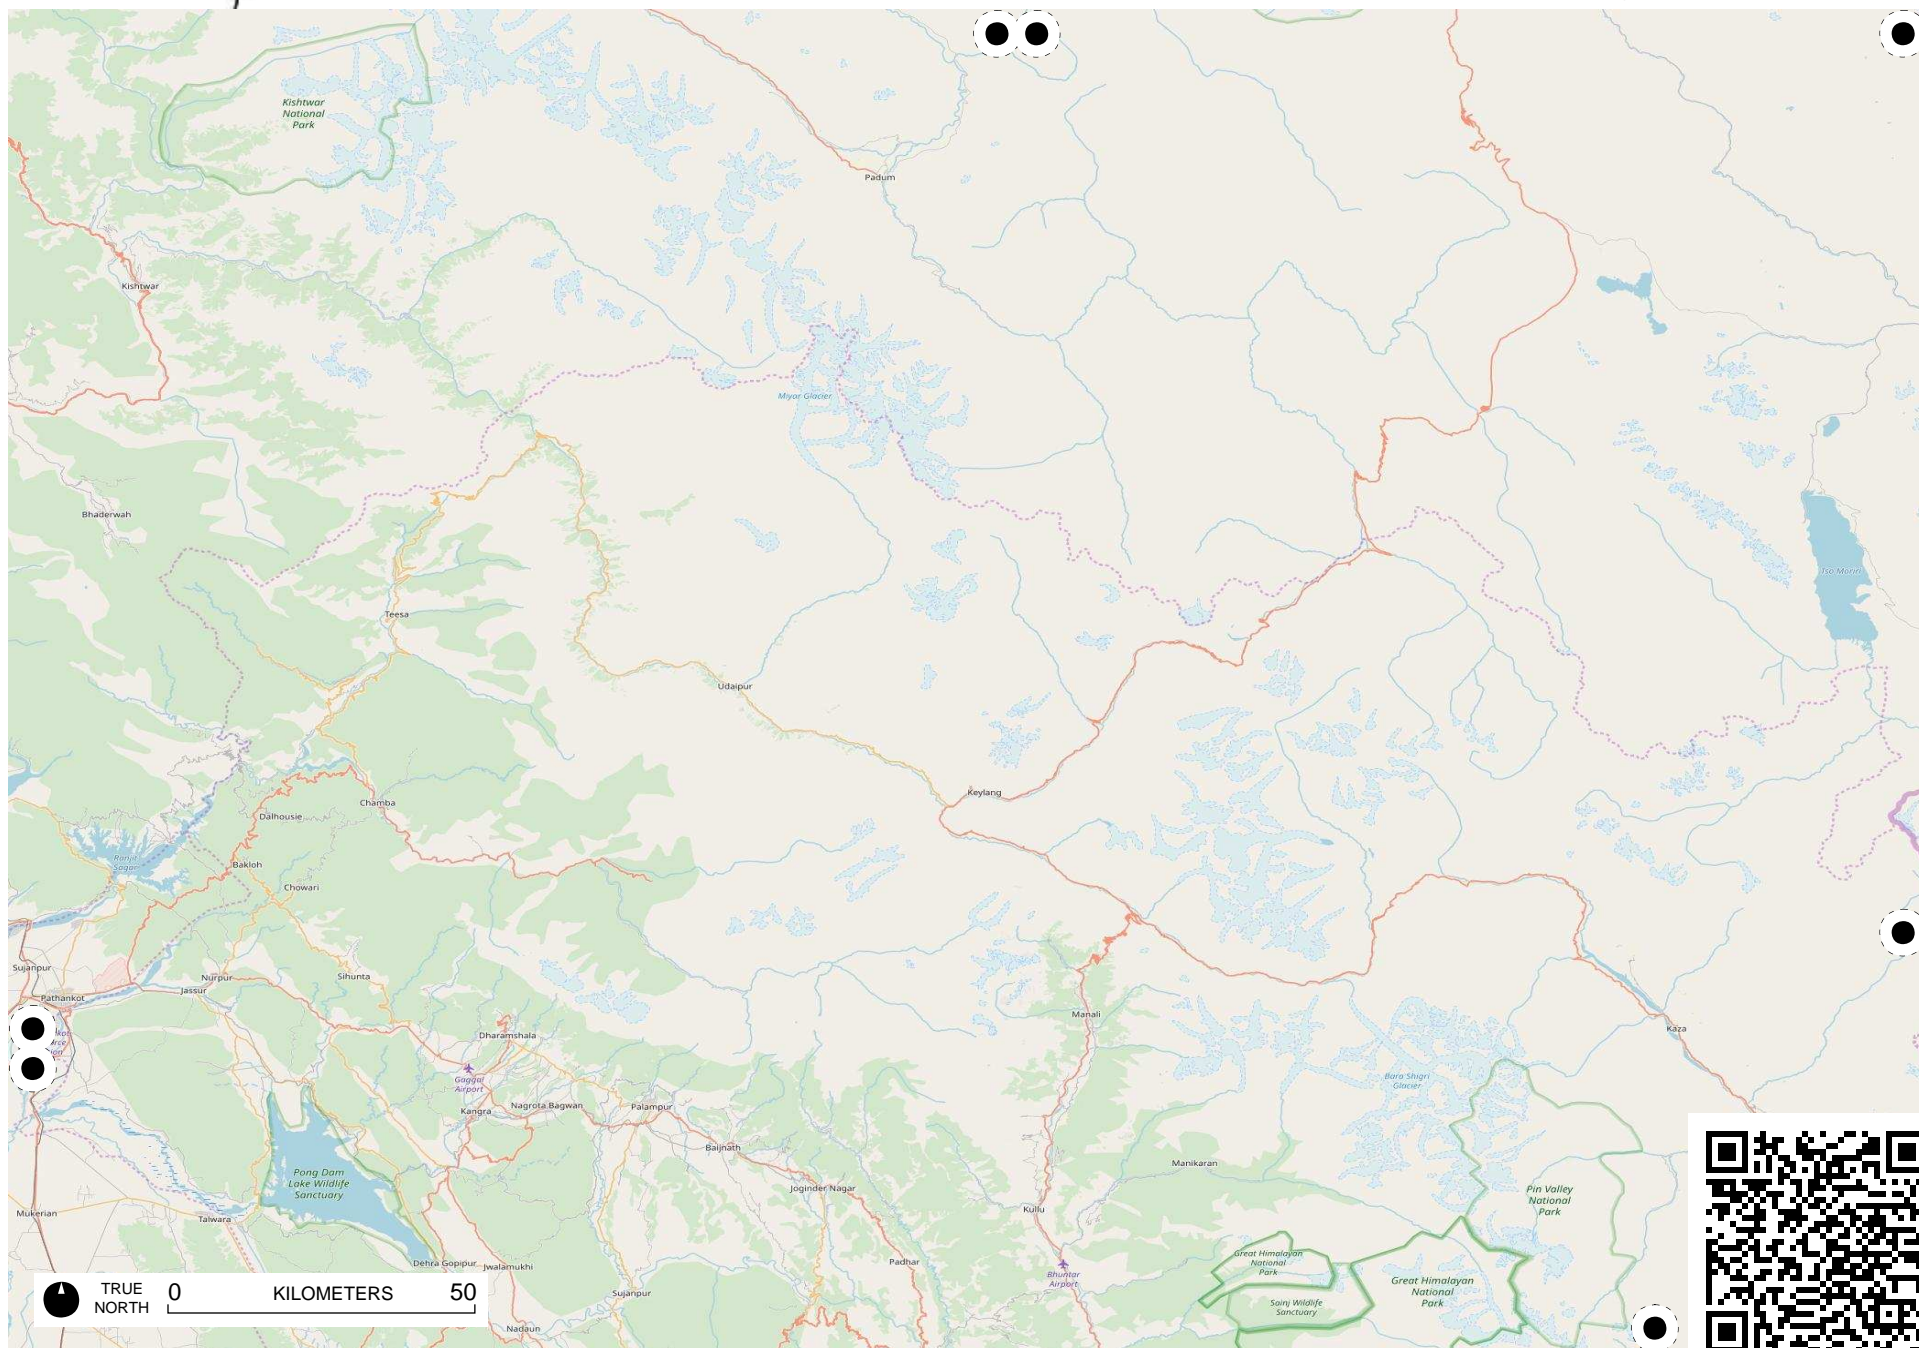 Kishtwar
National
Park
Padum
Kishtwar
Miyar Glacier
Bhaderwah
Tso Moriri
Teesa
Udaipur
Keylang
Chamba
Dalhousie
Ranjit
Sagar
Bakloh
Chowari
Sujanpur
Nurpur
Sihunta
Jassur
Pathankot
Manali
Kaza
Dharamshala
Gaggal
Airport
Bara Shigri
Glacier
Kangra
Nagrota Bagwan
Palampur
Baijnath
Manikaran
Pong Dam
Lake Wildlife
Sanctuary
Joginder Nagar
Pin Valley
National
Park
Mukerian
Talwara
Kullu
Dehra Gopipur
Jwalamukhi
Padhar
Great Himalayan
National
Park
Bhuntar
Airport
Great Himalayan
National
Park
Sainj Wildlife
Sanctuary
Sujanpur
Nadaun
TRUE
NORTH
0 KILOMETERS 50